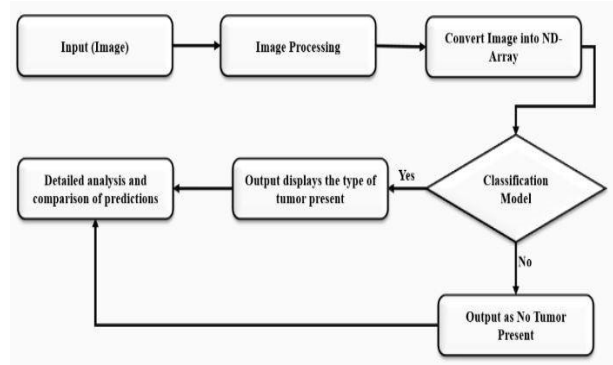 Input (Image)
Image Processing
Convert Image into ND-
Array
Classification
Model
Yes
Output displays the type of
tumor present
Detailed analysis and
comparison of predictions
No
Output as No Tumor
Present